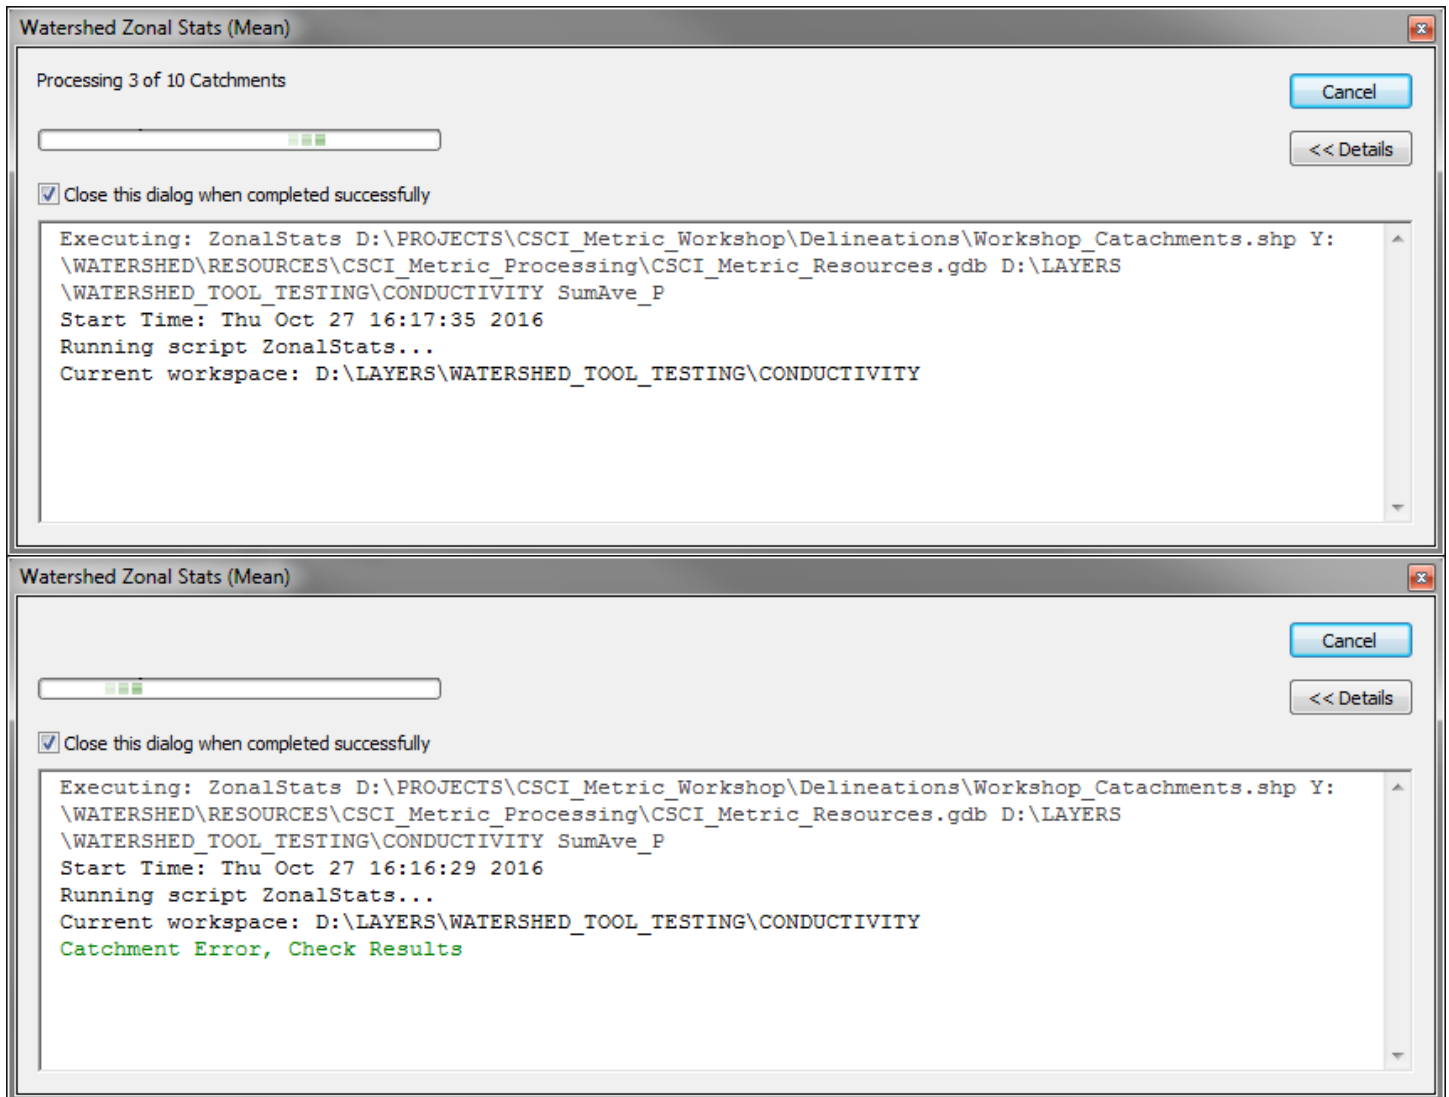 Watershed Zonal Stats (Mean)
Processing 3 of 10 Catchments
Cancel
<< Details
Close this dialog when completed successfully
Executing: ZonalStats D:\PROJECTS\CSCI_Metric_Workshop\Delineations\Workshop_Catachments.shp Y:
\WATERSHED\RESOURCES\CSCI_Metric_Processing\CSCI_Metric_Resources.gdb D:\LAYERS
\WATERSHED_TOOL_TESTING\CONDUCTIVITY SumAve_P
Start Time: Thu Oct 27 16:17:35 2016
Running script ZonalStats...
Current workspace: D:\LAYERS\WATERSHED_TOOL_TESTING\CONDUCTIVITY
Watershed Zonal Stats (Mean)
Cancel
<< Details
Close this dialog when completed successfully
Executing: ZonalStats D:\PROJECTS\CSCI_Metric_Workshop\Delineations\Workshop_Catachments.shp Y:
\WATERSHED\RESOURCES\CSCI_Metric_Processing\CSCI_Metric_Resources.gdb D:\LAYERS
\WATERSHED_TOOL_TESTING\CONDUCTIVITY SumAve_P
Start Time: Thu Oct 27 16:16:29 2016
Running script ZonalStats...
Current workspace: D:\LAYERS\WATERSHED_TOOL_TESTING\CONDUCTIVITY
Catchment Error, Check Results